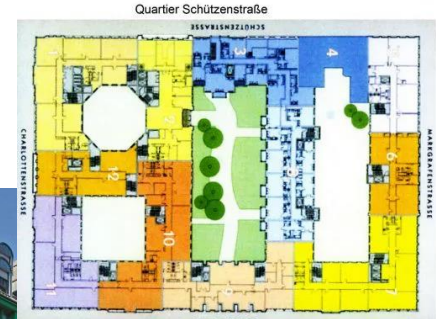 Quartier Schützenstraße
SCHÜTZENSTRASSE
3
4
1
2
CHARLOTTENSTRASSE
MARKGRAFENSTRASSE
6
12
10
11
7